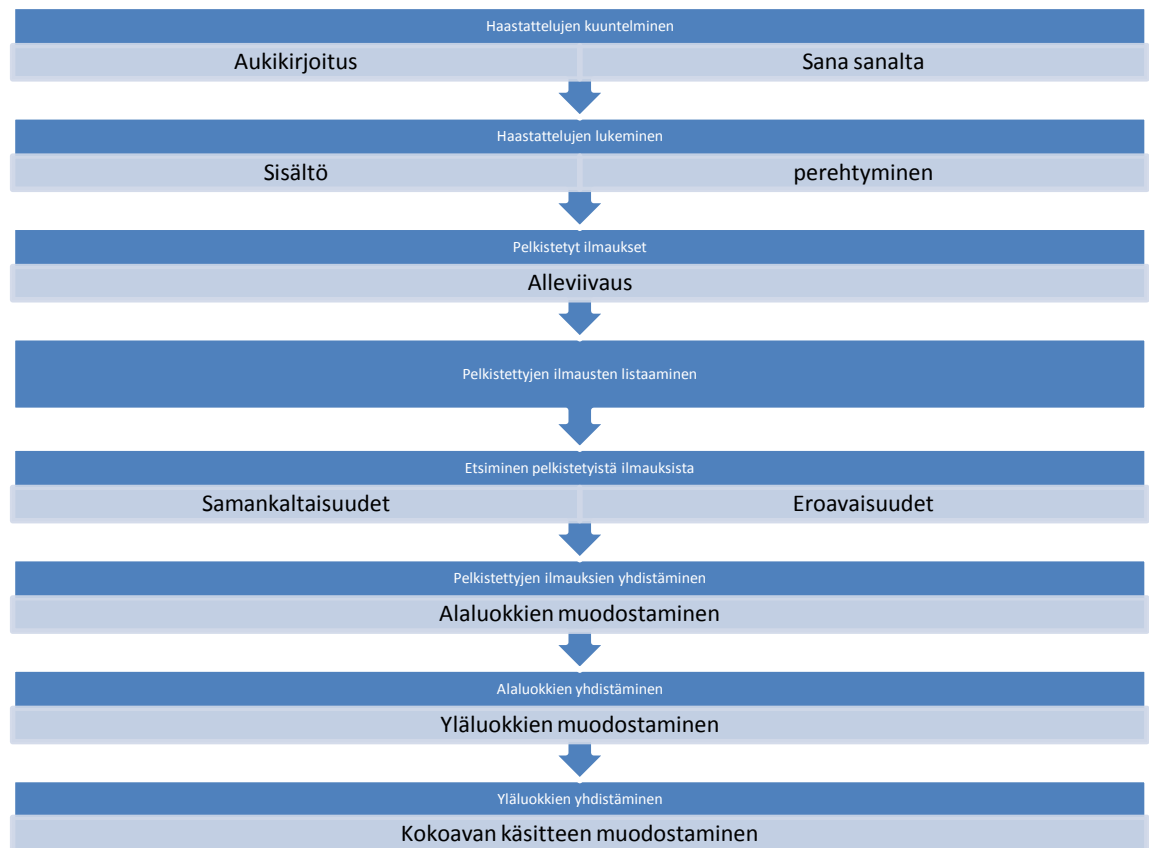 Haastattelujen kuuntelminen
Aukikirjoitus
Sana sanalta
Haastattelujen lukeminen
Sisältö
perehtyminen
Pelkistetyt ilmaukset
Alleviivaus
Pelkistettyjen ilmausten listaaminen
Etsiminen pelkistetyistä ilmauksista
Samankaltaisuudet
Eroavaisuudet
Pelkistettyjen ilmauksien yhdistäminen
Alaluokkien muodostaminen
Alaluokkien yhdistäminen
Yläluokkien muodostaminen
Yläluokkien yhdistäminen
Kokoavan käsitteen muodostaminen